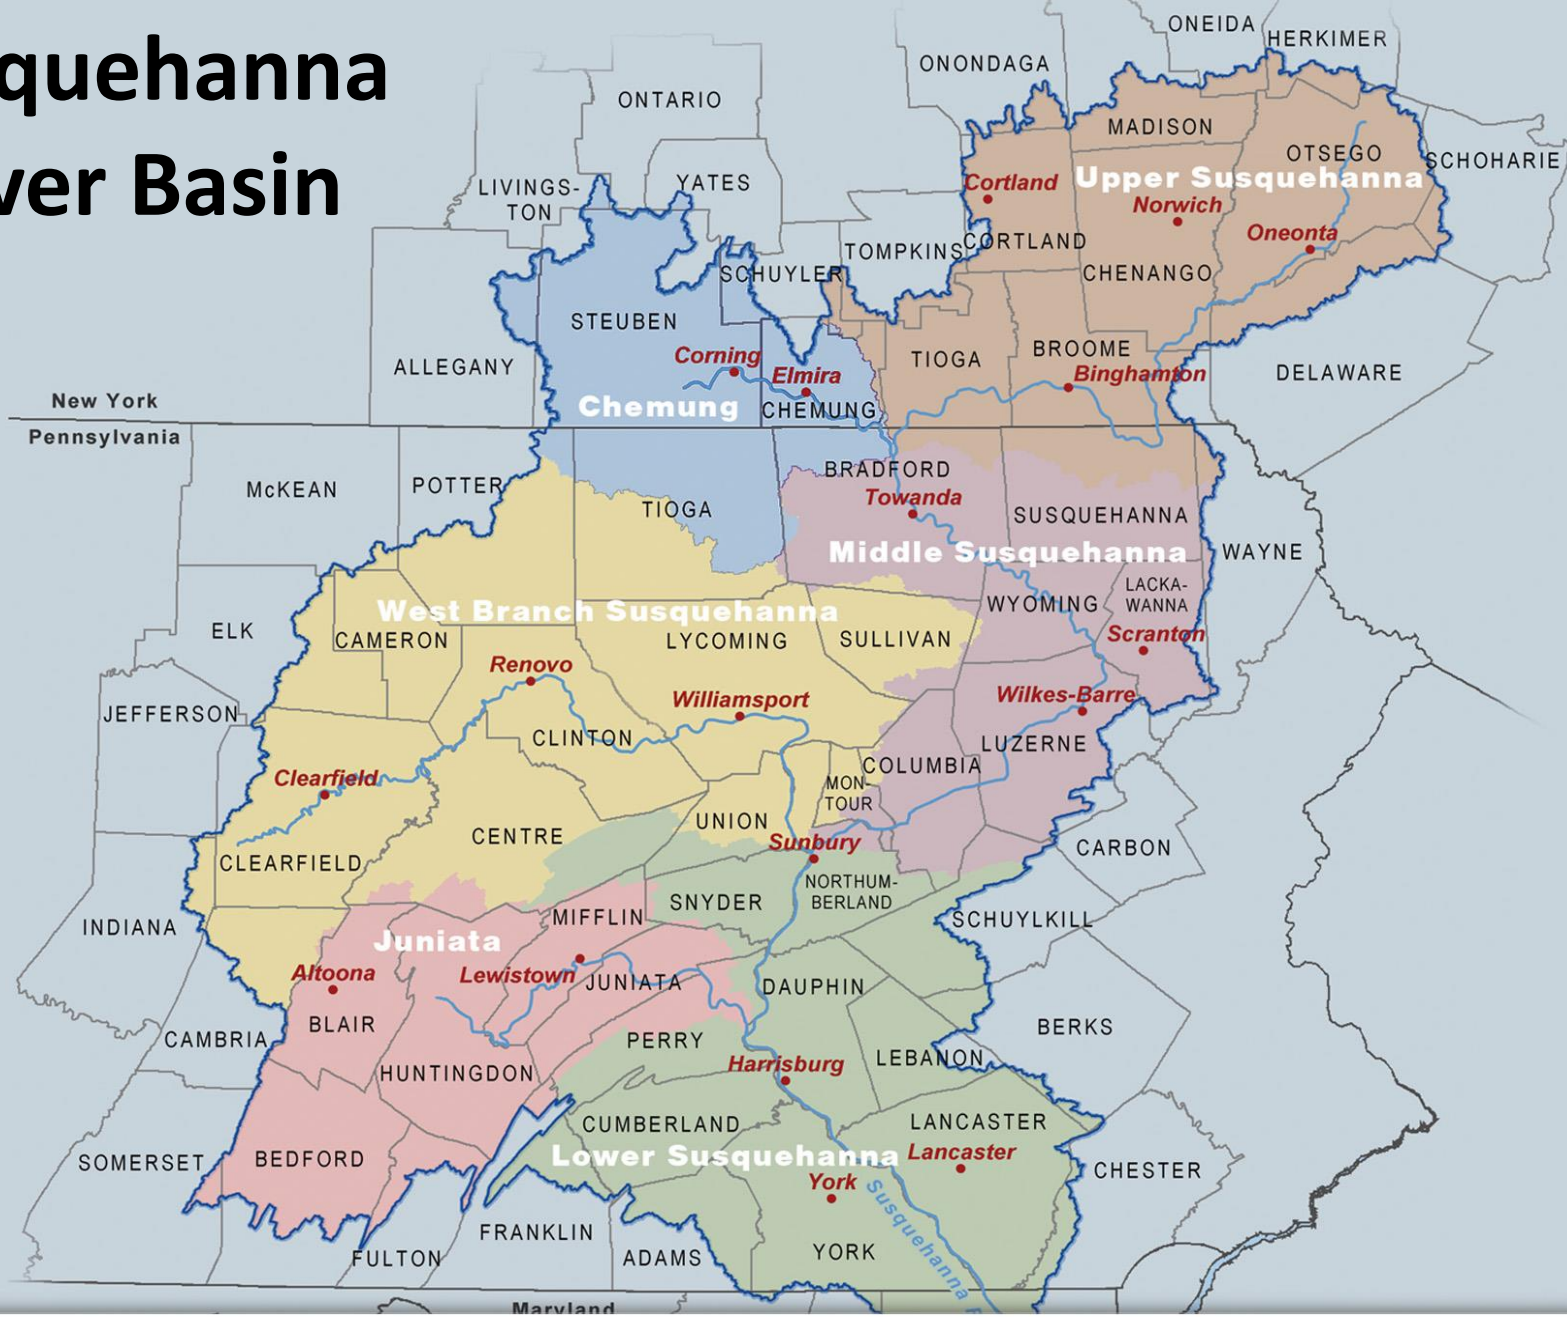 squehanna
ver Basin
ONEIDA
HERKIMER
ONONDAGA
ONTARIO
MADISON
OTSEGO
SCHOHARIE
LIVINGS-
TON
YATES
Cortland
Upper Susquehanna
Norwich
Oneonta
TOMPKINS
CORTLAND
SCHUYLER
CHENANGO
STEUBEN
ALLEGANY
Corning
Elmira
TIOGA
BROOME
Binghamton
DELAWARE
New York
Pennsylvania
Chemung
CHEMUNG
McKEAN
POTTER
TIOGA
BRADFORD
Towanda
SUSQUEHANNA
Middle Susquehanna
WAYNE
West Branch Susquehanna
WYOMING
LACKA-
WANNA
ELK
CAMERON
LYCOMING
SULLIVAN
Scranton
Renovo
Williamsport
Wilkes-Barre
JEFFERSON
CLINTON
LUZERNE
Clearfield
COLUMBIA
MON-
TOUR
CENTRE
UNION
Sunbury
CARBON
CLEARFIELD
SNYDER
NORTHUM-
BERLAND
INDIANA
MIFFLIN
SCHUYLKILL
Juniata
Altoona
Lewistown
JUNIATA
DAUPHIN
CAMBRIA
BLAIR
HUNTINGDON
PERRY
Harrisburg
LEBANON
BERKS
CUMBERLAND
LANCASTER
SOMERSET
BEDFORD
Lower Susquehanna
Lancaster
CHESTER
York
Susquehanna
FRANKLIN
FULTON
ADAMS
YORK
Maryland